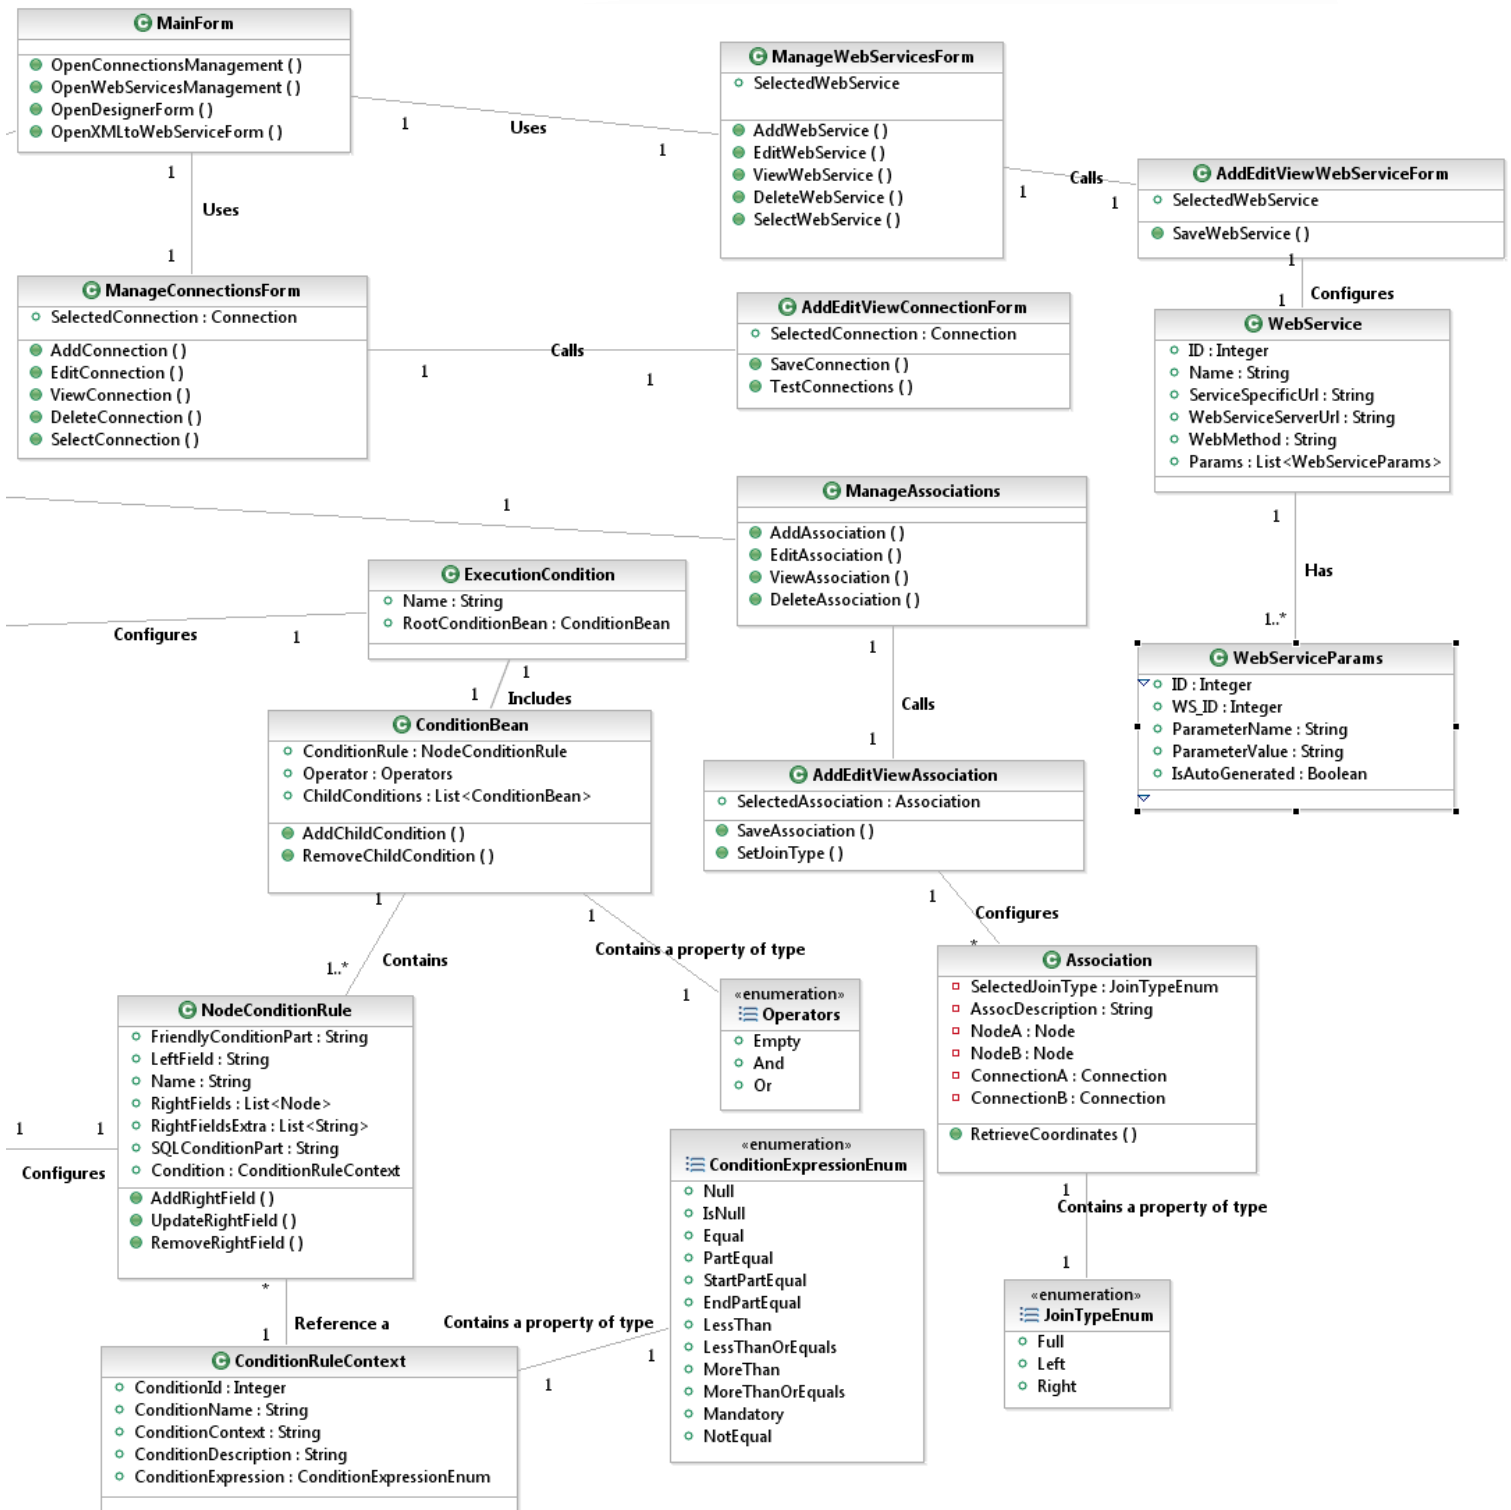 MainForm
OpenConnectionsManagement ( )
OpenWebServicesManagement ( )
OpenDesignerForm ( )
OpenXMLtoWebServiceForm ( )
1
Uses
1
1
Uses
1
ManageWebServicesForm
SelectedWebService
AddWebService ( )
EditWebService ( )
ViewWebService ( )
DeleteWebService ( )
SelectWebService ( )
1
Calls
1
AddEditViewWebServiceForm
SelectedWebService
SaveWebService ( )
1
Configures
1
ManageConnectionsForm
SelectedConnection : Connection
AddConnection ( )
EditConnection ( )
ViewConnection ( )
DeleteConnection ( )
SelectConnection ( )
1
Calls
1
AddEditViewConnectionForm
SelectedConnection : Connection
SaveConnection ( )
TestConnections ( )
WebService
ID : Integer
Name : String
ServiceSpecificUrl : String
WebServiceServerUrl : String
WebMethod : String
Params : List<WebServiceParams>
1
Has
1..*
1
ManageAssociations
AddAssociation ( )
EditAssociation ( )
ViewAssociation ( )
DeleteAssociation ( )
1
Calls
1
ExecutionCondition
Name : String
RootConditionBean : ConditionBean
Configures
1
1
1
Includes
WebServiceParams
ID : Integer
WS_ID : Integer
ParameterName : String
ParameterValue : String
IsAutoGenerated : Boolean
ConditionBean
ConditionRule : NodeConditionRule
Operator : Operators
ChildConditions : List<ConditionBean>
AddChildCondition ( )
RemoveChildCondition ( )
1
Contains
1..*
1
Contains a property of type
1
AddEditViewAssociation
SelectedAssociation : Association
SaveAssociation ( )
SetJoinType ( )
1
Configures
*
«enumeration»
Operators
Empty
And
Or
Association
SelectedJoinType : JoinTypeEnum
AssocDescription : String
NodeA : Node
NodeB : Node
ConnectionA : Connection
ConnectionB : Connection
RetrieveCoordinates ( )
1
Contains a property of type
1
NodeConditionRule
FriendlyConditionPart : String
LeftField : String
Name : String
RightFields : List<Node>
RightFieldsExtra : List<String>
SQLConditionPart : String
Condition : ConditionRuleContext
AddRightField ( )
UpdateRightField ( )
RemoveRightField ( )
1
1
Configures
*
Reference a
1
«enumeration»
ConditionExpressionEnum
Null
IsNull
Equal
PartEqual
StartPartEqual
EndPartEqual
LessThan
LessThanOrEquals
MoreThan
MoreThanOrEquals
Mandatory
NotEqual
«enumeration»
JoinTypeEnum
Full
Left
Right
Contains a property of type
1
1
ConditionRuleContext
ConditionId : Integer
ConditionName : String
ConditionContext : String
ConditionDescription : String
ConditionExpression : ConditionExpressionEnum